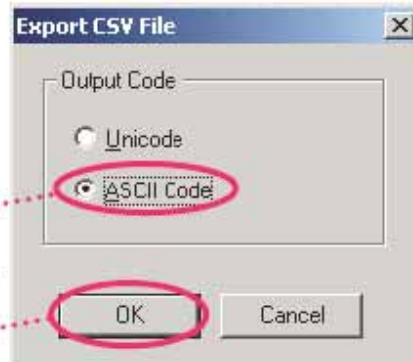 Export CSV File
Output Code
Unicode
ASCII Code
OK
Cancel